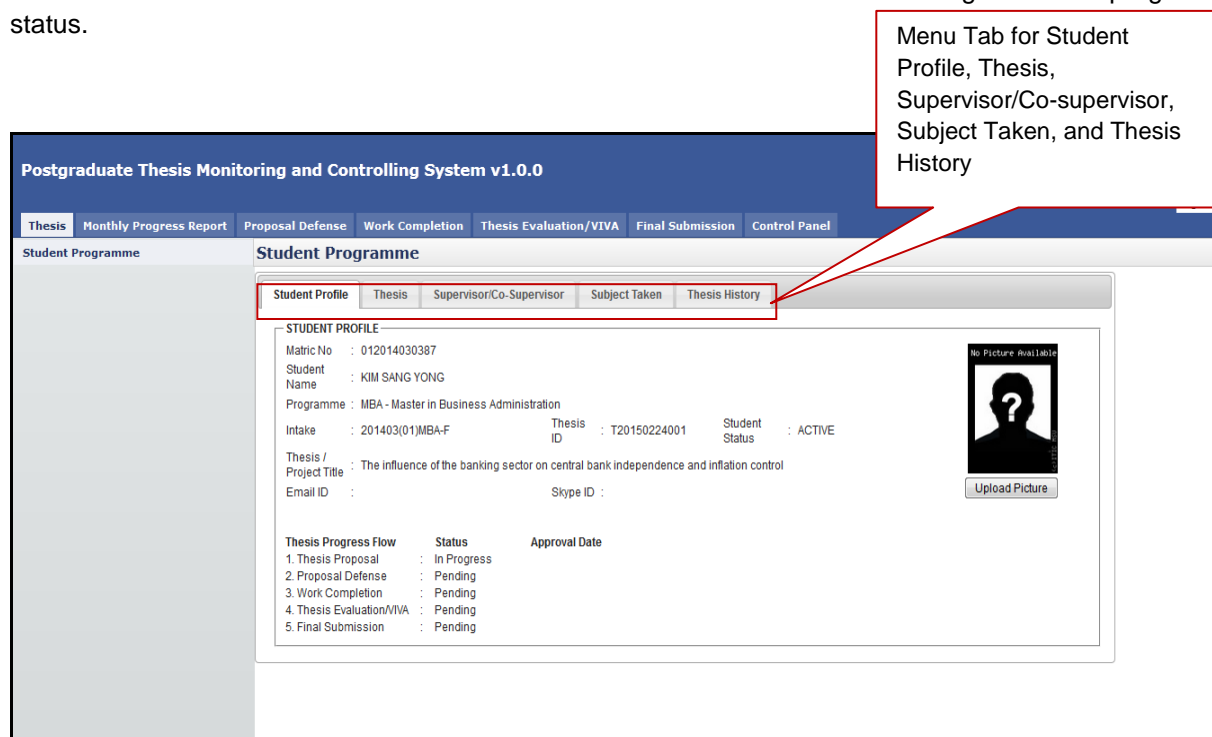 status.
Menu Tab for Student
Profile, Thesis,
Supervisor/Co-supervisor,
Subject Taken, and Thesis
History
Postgraduate Thesis Monitoring and Controlling System v1.0.0
Thesis Monthly Progress Report Proposal Defense Work Completion Thesis Evaluation/VIVA Final Submission Control Panel
Student Programme
Student Programme
Student Profile Thesis Supervisor/Co-Supervisor Subject Taken Thesis History
STUDENT PROFILE
Matric No : 012014030387
Student
Name : KIM SANG YONG
Programme : MBA - Master in Business Administration
Intake : 201403(01)MBA-F Thesis ID : T20150224001 Student Status : ACTIVE
Thesis /
Project Title : The influence of the banking sector on central bank independence and inflation control
Email ID : Skype ID :
No Picture Available
Upload Picture
Thesis Progress Flow Status Approval Date
1. Thesis Proposal : In Progress
2. Proposal Defense : Pending
3. Work Completion : Pending
4. Thesis Evaluation/VIVA : Pending
5. Final Submission : Pending